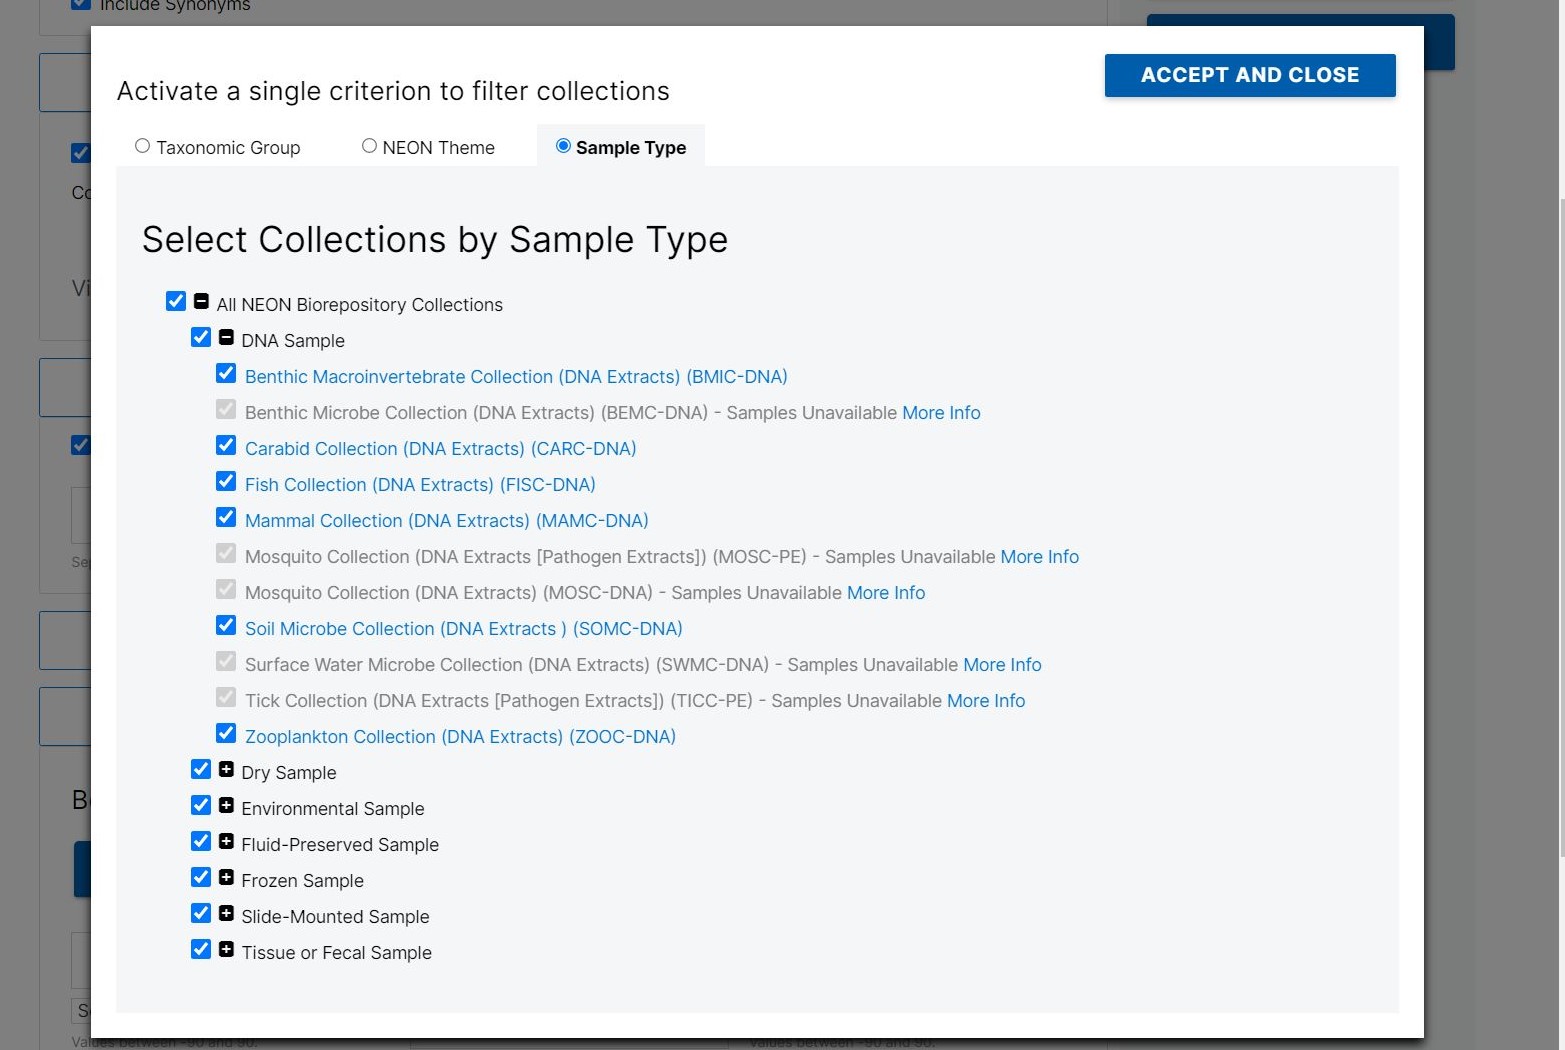 Include Synonyms
ACCEPT AND CLOSE
Activate a single criterion to filter collections
Taxonomic Group NEON Theme Sample Type
Select Collections by Sample Type
All NEON Biorepository Collections
DNA Sample
Benthic Macroinvertebrate Collection (DNA Extracts) (BMIC-DNA)
Benthic Microbe Collection (DNA Extracts) (BEMC-DNA) - Samples Unavailable More Info
Carabid Collection (DNA Extracts) (CARC-DNA)
Fish Collection (DNA Extracts) (FISC-DNA)
Mammal Collection (DNA Extracts) (MAMC-DNA)
Mosquito Collection (DNA Extracts [Pathogen Extracts]) (MOSC-PE) - Samples Unavailable More Info
Mosquito Collection (DNA Extracts) (MOSC-DNA) - Samples Unavailable More Info
Soil Microbe Collection (DNA Extracts ) (SOMC-DNA)
Surface Water Microbe Collection (DNA Extracts) (SWMC-DNA) - Samples Unavailable More Info
Tick Collection (DNA Extracts [Pathogen Extracts]) (TICC-PE) - Samples Unavailable More Info
Zooplankton Collection (DNA Extracts) (ZOOC-DNA)
Dry Sample
Environmental Sample
Fluid-Preserved Sample
Frozen Sample
Slide-Mounted Sample
Tissue or Fecal Sample
Values between -90 and 90. Values between -90 and 90.